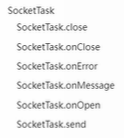 SocketTask
SocketTask.close
SocketTask.onClose
SocketTask.onError
SocketTask.onMessage
SocketTask.onOpen
SocketTask.send